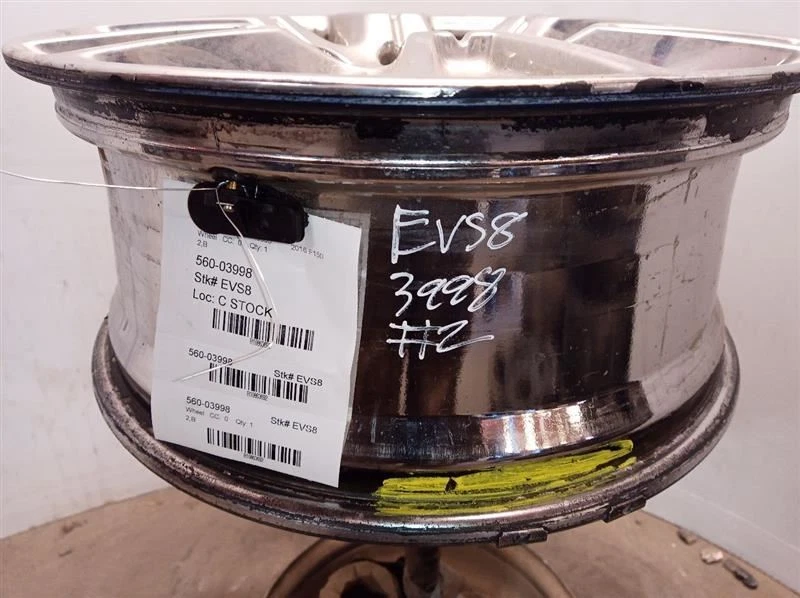 Wheel CC: 0 Qty: 1 2016 F150
2,B
560-03998
Stk# EVS8
Loc: C STOCK
560-03998 Stk# EVS8
560-03998 Stk# EVS8
Wheel CC: 0 Qty: 1
2,B
EVS8
3998
#2